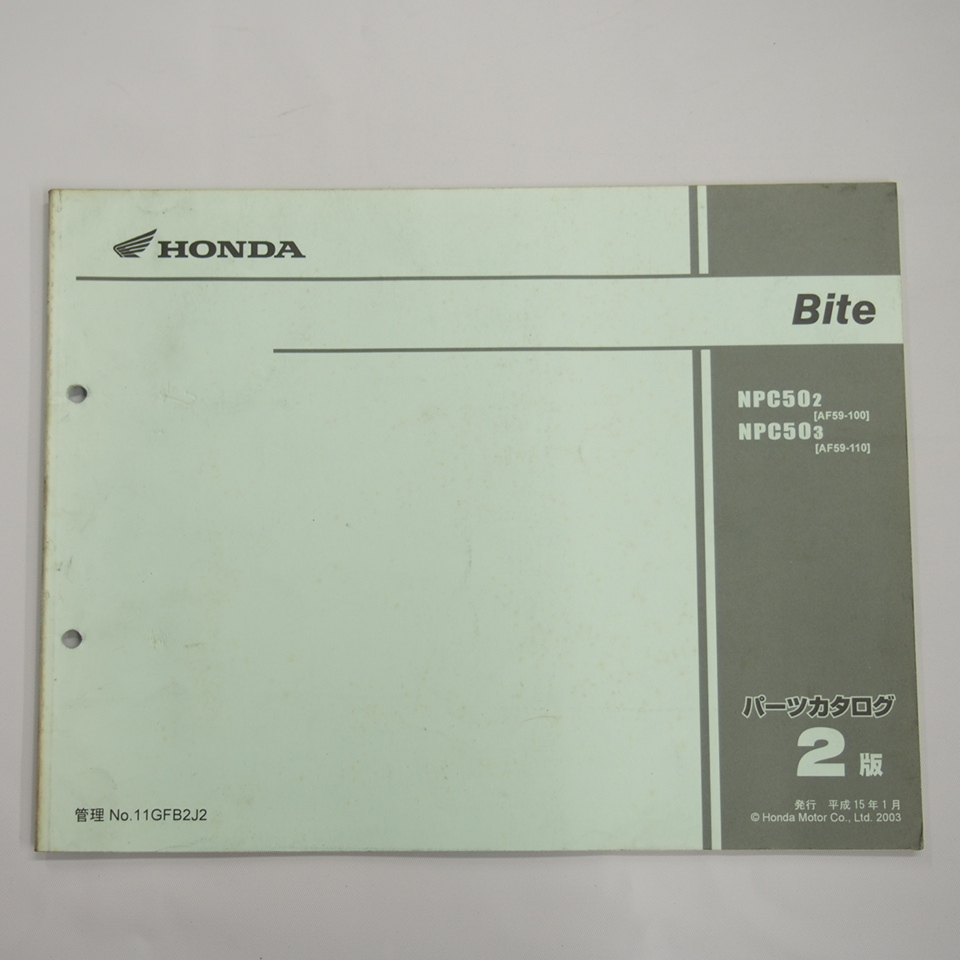 HONDA
Bite
NPC502
[AF59-100]
NPC503
[AF59-110]
パーツカタログ
2版
発行 平成15年1月
© Honda Motor Co., Ltd. 2003
管理 No.11GFB2J2